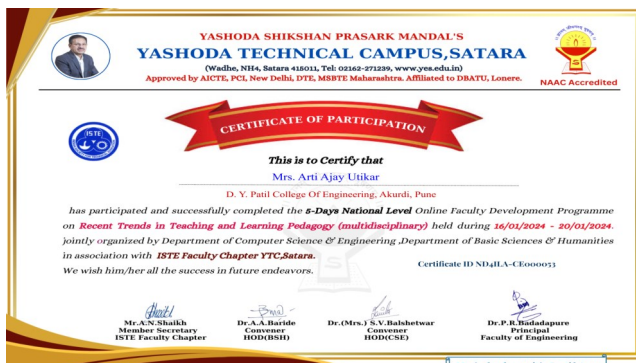 YASHODA SHIKSHAN PRASARK MANDAL'S
YASHODA TECHNICAL CAMPUS,SATARA
(Wadhe, NH4, Satara 415011, Tel: 02162-271239, www.yes.edu.in)
Approved by AICTE, PCI, New Delhi, DTE, MSBTE Maharashtra. Affiliated to DBATU, Lonere.
NAAC Accredited
ISTE
CERTIFICATE OF PARTICIPATION
This is to Certify that
Mrs. Arti Ajay Utikar
D. Y. Patil College Of Engineering, Akurdi, Pune
has participated and successfully completed the 5-Days National Level Online Faculty Development Programme
on Recent Trends in Teaching and Learning Pedagogy (multidisciplinary) held during 16/01/2024 - 20/01/2024.
jointly organized by Department of Computer Science & Engineering ,Department of Basic Sciences & Humanities
in association with ISTE Faculty Chapter YTC,Satara.
Certificate ID ND4ILA-CE000053
We wish him/her all the success in future endeavors.
Mr.A.N.Shaikh
Member Secretary
ISTE Faculty Chapter
Dr.A.A.Baride
Convener
HOD(BSH)
Dr.(Mrs.) S.V.Balshetwar
Convener
HOD(CSE)
Dr.P.R.Badadapure
Principal
Faculty of Engineering